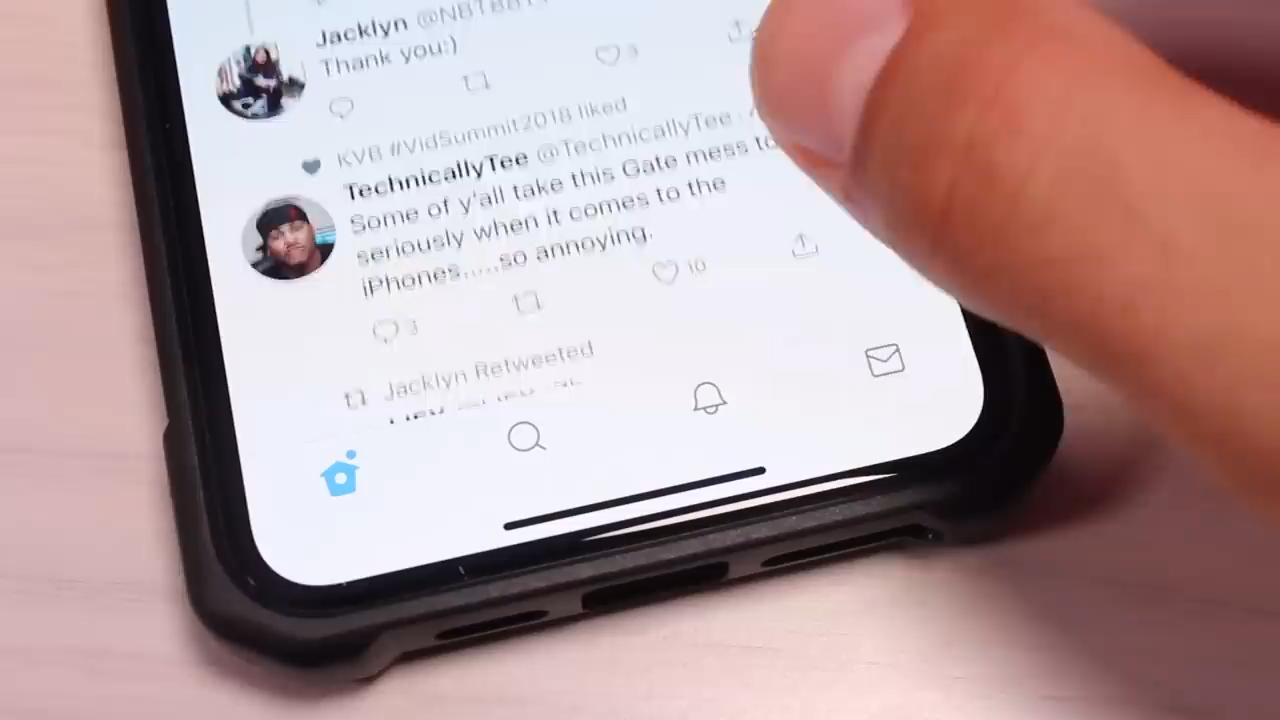 Jacklyn
Thank you:)
3
KVB #VidSummit2018 liked
TechnicallyTee @TechnicallyTee ·
Some of y'all take this Gate mess to
seriously when it comes to the
iPhones.....so annoying.
3 10
Jacklyn Retweeted